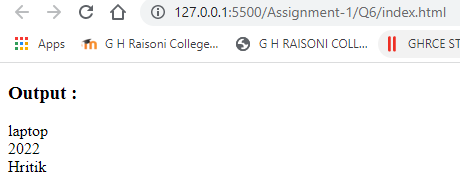 127.0.0.1:5500/Assignment-1/Q6/index.html
Apps G H Raisoni College... G H RAISONI COLL... GHRCE ST
Output :
laptop
2022
Hritik